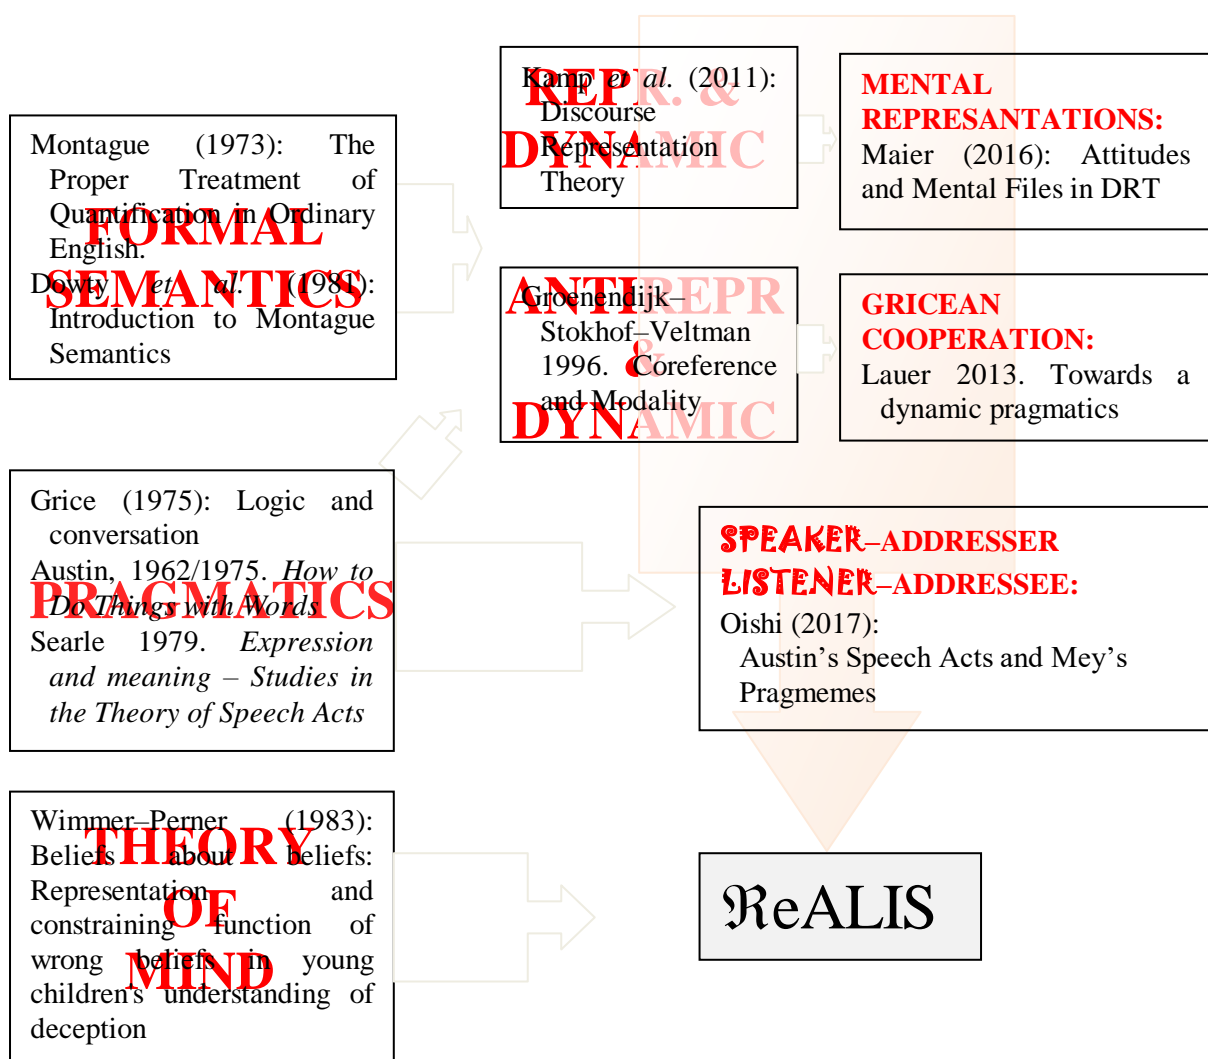 Montague (1973): The
Proper Treatment of
Quantification in Ordinary
English.
Dowty et al. (1981):
Introduction to Montague
Semantics
FORMAL
SEMANTICS
Kamp et al. (2011):
Discourse
Representation
Theory
REPR. &
DYNAMIC
MENTAL
REPRESANTATIONS:
Maier (2016): Attitudes
and Mental Files in DRT
Groenendijk–
Stokhof–Veltman
1996. Coreference
and Modality
ANTIREPR
&
DYNAMIC
GRICEAN
COOPERATION:
Lauer 2013. Towards a
dynamic pragmatics
Grice (1975): Logic and
conversation
Austin, 1962/1975. How to
Do Things with Words
Searle 1979. Expression
and meaning – Studies in
the Theory of Speech Acts
PRAGMATICS
SPEAKER–ADDRESSER
LISTENER–ADDRESSEE:
Oishi (2017):
Austin’s Speech Acts and Mey’s
Pragmemes
Wimmer–Perner (1983):
Beliefs about beliefs:
Representation and
constraining function of
wrong beliefs in young
children's understanding of
deception
THEORY
OF
MIND
ℜeALIS